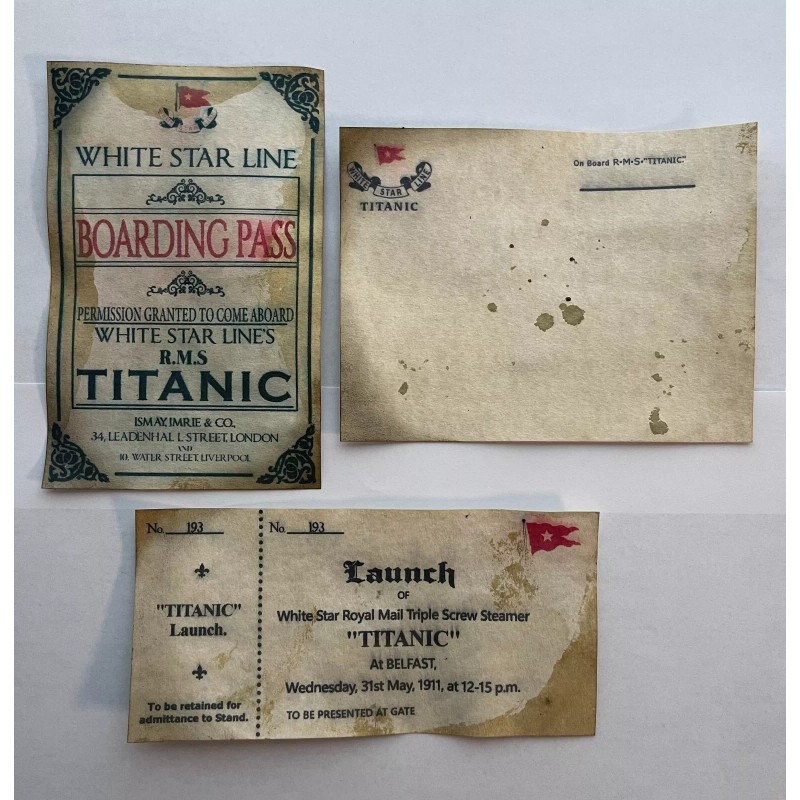 WHITE STAR LINE
BOARDING PASS
PERMISSION GRANTED TO COME ABOARD
WHITE STAR LINE'S
R.M.S
TITANIC
ISMAY, IMRIE & CO.,
34, LEADENHAL L STREET, LONDON
AND
10, WATER STREET, LIVERPOOL
WHITE STAR LINE
TITANIC
On Board R•M•S•"TITANIC"
No. 193
"TITANIC"
Launch.
To be retained for
admittance to Stand.
No. 193
Launch
OF
White Star Royal Mail Triple Screw Steamer
"TITANIC"
At BELFAST,
Wednesday, 31st May, 1911, at 12-15 p.m.
TO BE PRESENTED AT GATE